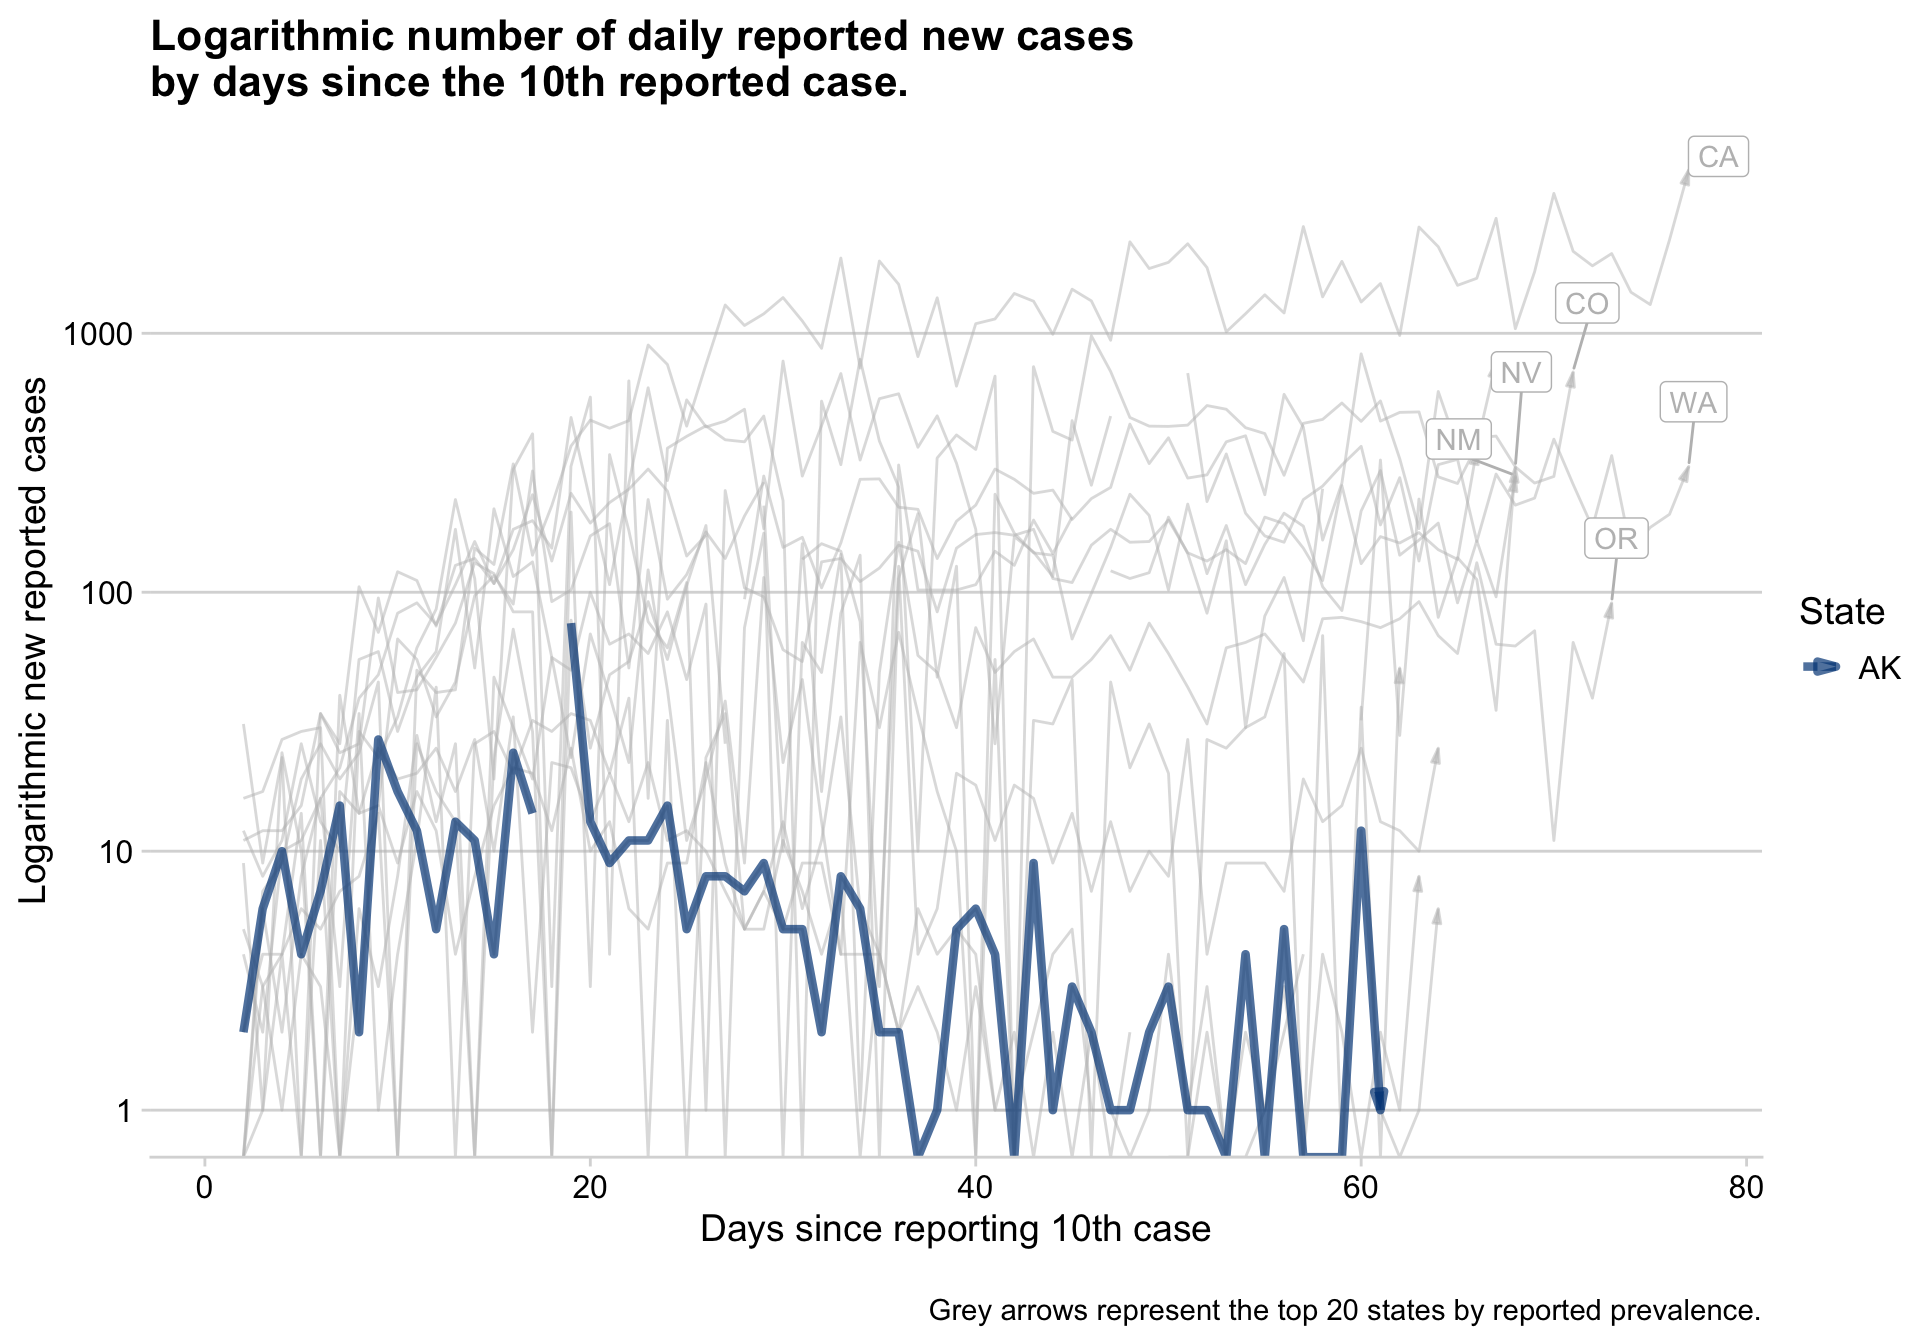 Logarithmic number of daily reported new cases
by days since the 10th reported case.
Logarithmic new reported cases
1000
100
10
1
CA
CO
NV
WA
NM
OR
State
AK
0 20 40 60 80
Days since reporting 10th case
Grey arrows represent the top 20 states by reported prevalence.